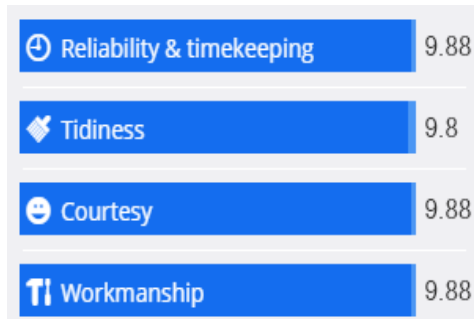 Reliability & timekeeping 9.88
Tidiness 9.8
Courtesy 9.88
Workmanship 9.88